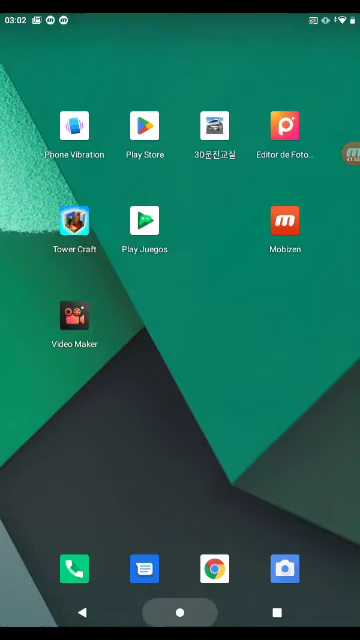 03:02
Phone Vibration
Play Store
3D운전교실
Editor de Foto...
Tower Craft
Play Juegos
Mobizen
Video Maker